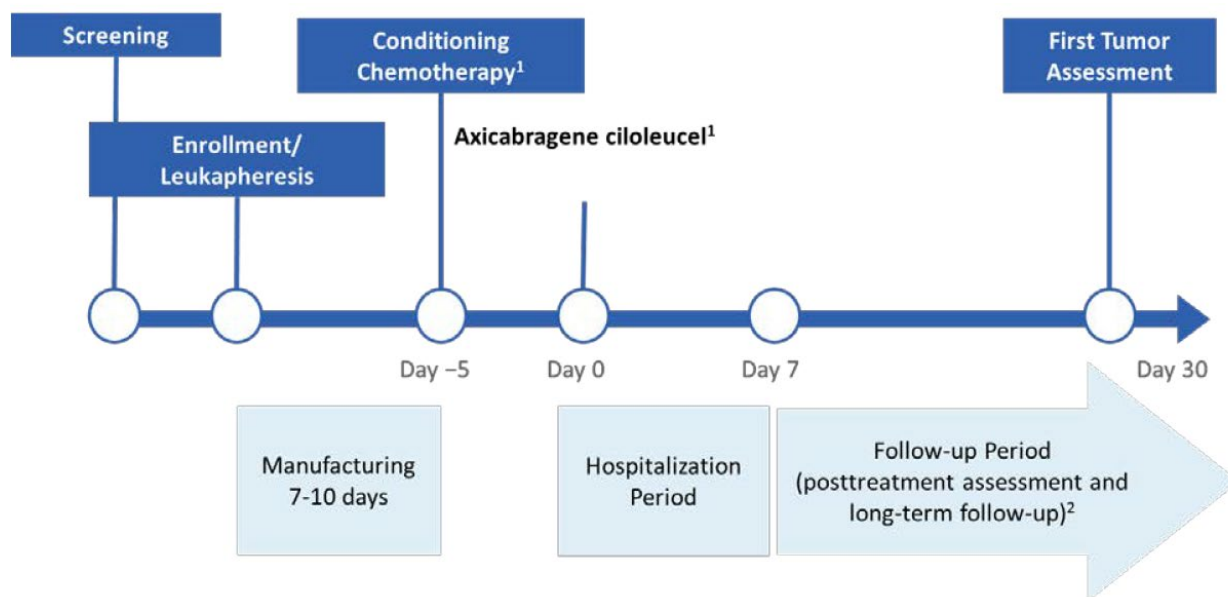 Screening
Conditioning
Chemotherapy¹
First Tumor
Assessment
Enrollment/
Leukapheresis
Axicabragene ciloleucel¹
Day −5
Day 0
Day 7
Day 30
Manufacturing
7-10 days
Hospitalization
Period
Follow-up Period
(posttreatment assessment and
long-term follow-up)²